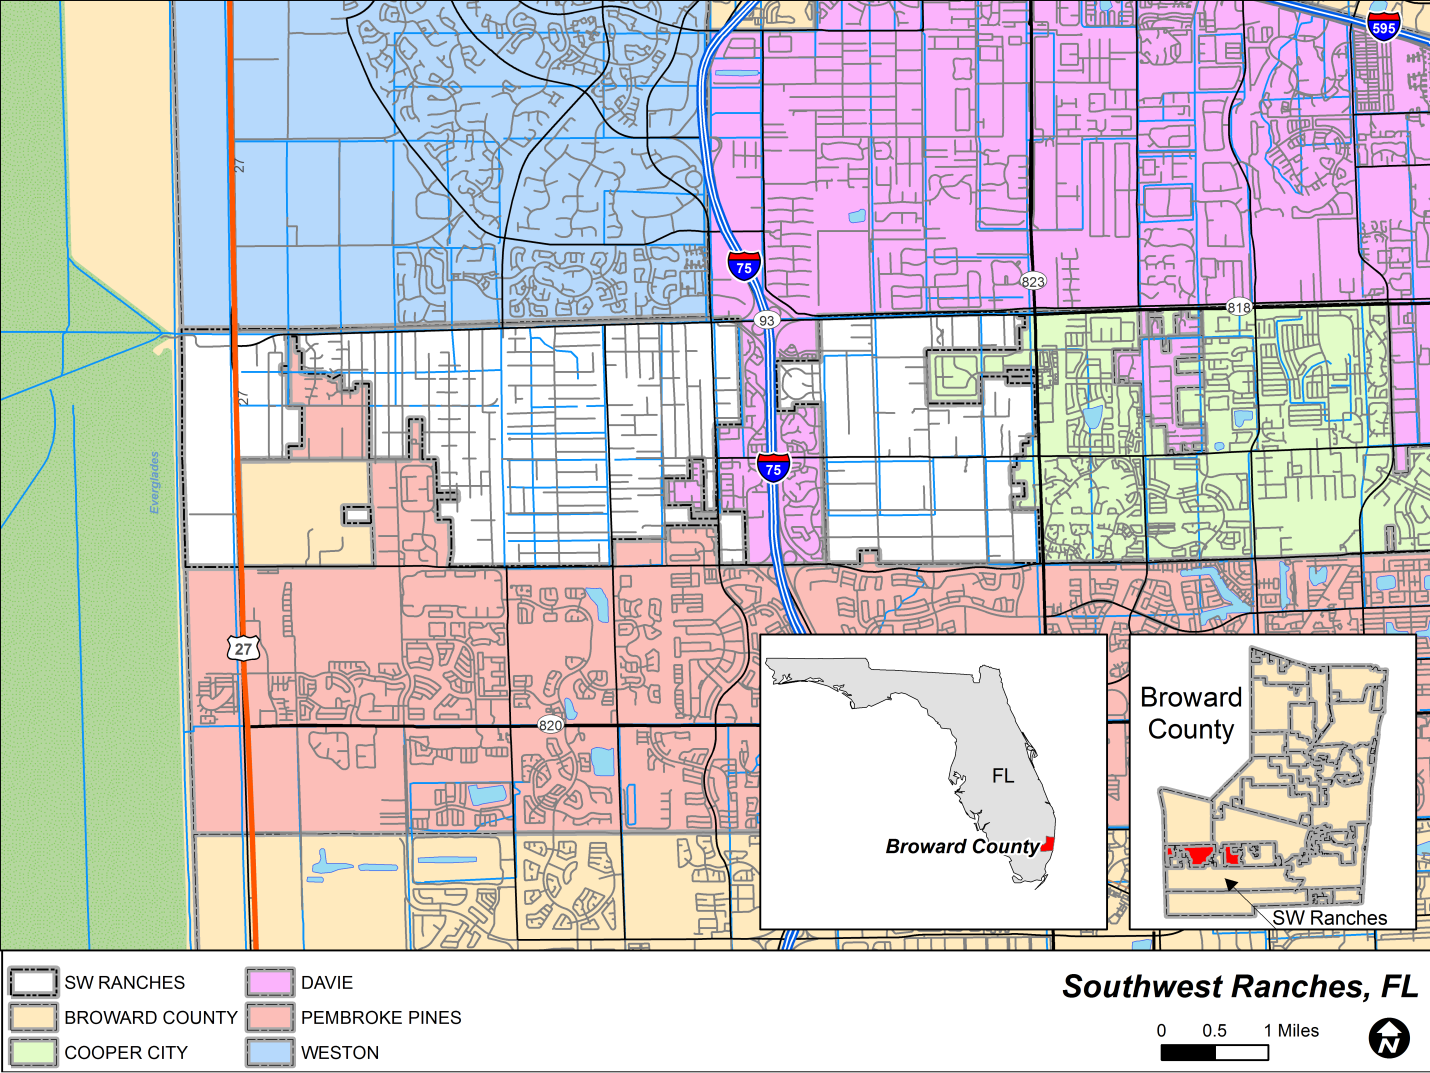 595
27
75
823
818
93
27
75
Everglades
27
820
FL
Broward County
Broward
County
SW Ranches
SW RANCHES
BROWARD COUNTY
COOPER CITY
DAVIE
PEMBROKE PINES
WESTON
Southwest Ranches, FL
0 0.5 1 Miles
N